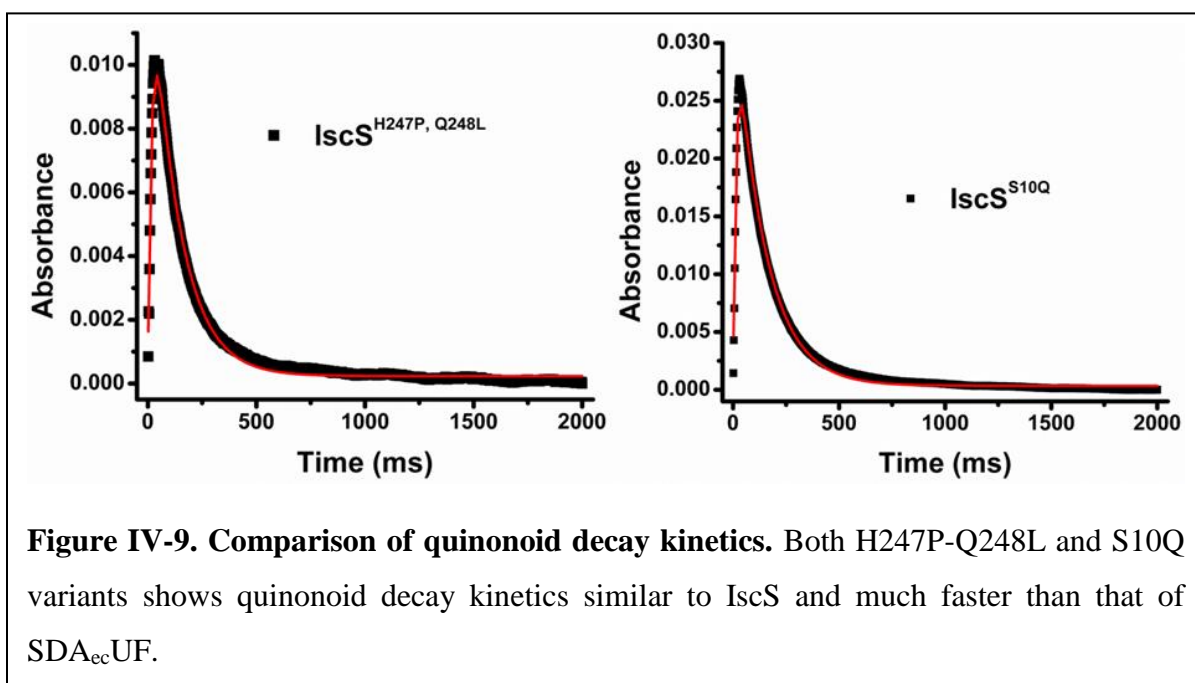 0.010
0.008
0.006
0.004
0.002
0.000
Absorbance
IscS^H247P, Q248L
0 500 1000 1500 2000
Time (ms)
0.030
0.025
0.020
0.015
0.010
0.005
0.000
Absorbance
IscS^S10Q
0 500 1000 1500 2000
Time (ms)
Figure IV-9. Comparison of quinonoid decay kinetics. Both H247P-Q248L and S10Q
variants shows quinonoid decay kinetics similar to IscS and much faster than that of
SDAecUF.